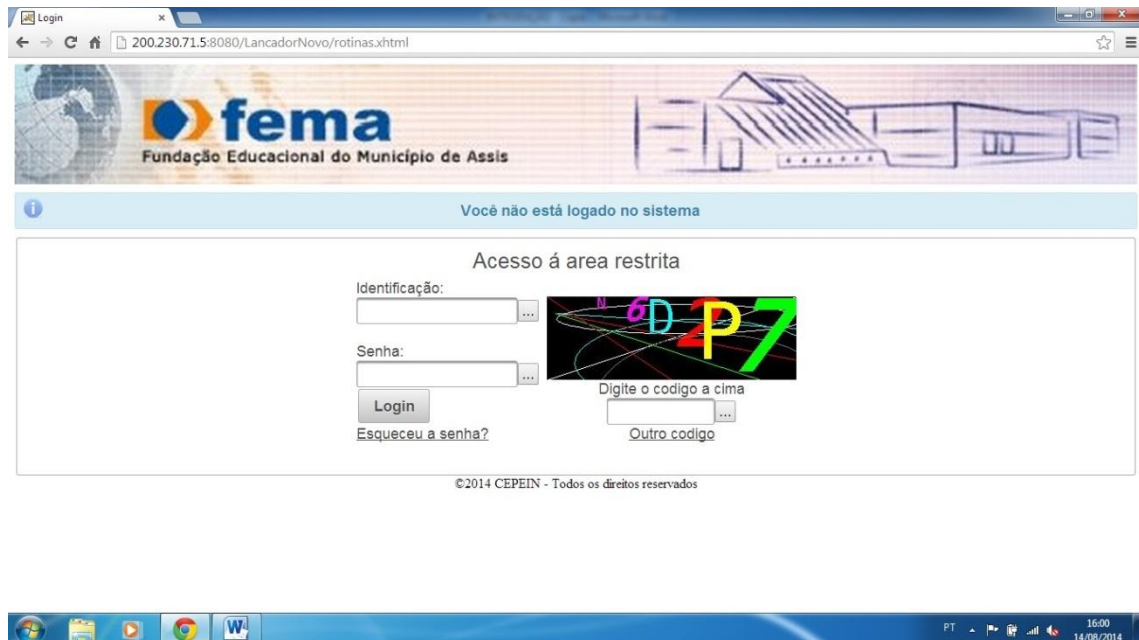 Login
200.230.71.5:8080/LancadorNovo/rotinas.xhtml
fema
Fundação Educacional do Município de Assis
Você não está logado no sistema
Acesso á area restrita
Identificação:
...
N6D2P7
Senha:
...
Digite o codigo a cima
Login
...
Esqueceu a senha?
Outro codigo
©2014 CEPEIN - Todos os direitos reservados
W
PT
16:00
14/08/2014